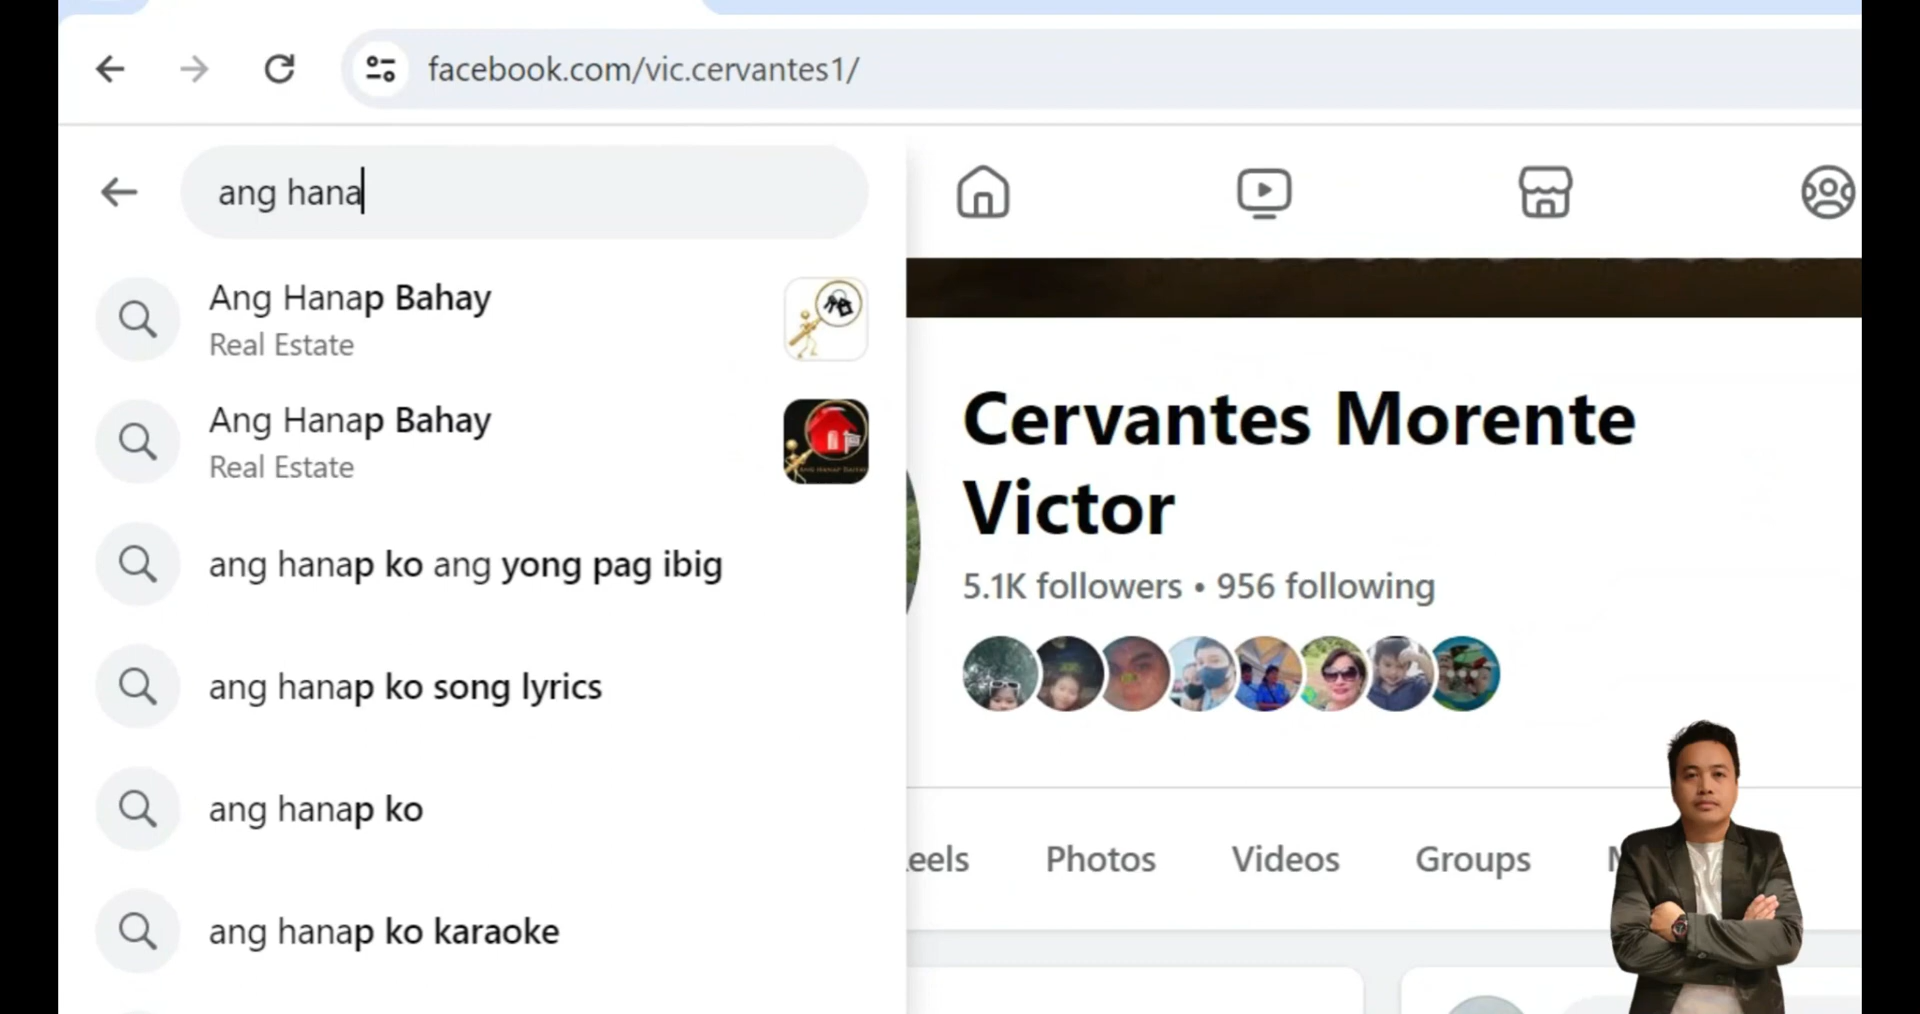 facebook.com/vic.cervantes1/
ang hana
Ang Hanap Bahay
Real Estate
Ang Hanap Bahay
Real Estate
ang hanap ko ang yong pag ibig
ang hanap ko song lyrics
ang hanap ko
ang hanap ko karaoke
Cervantes Morente
Victor
5.1K followers • 956 following
eels Photos Videos Groups